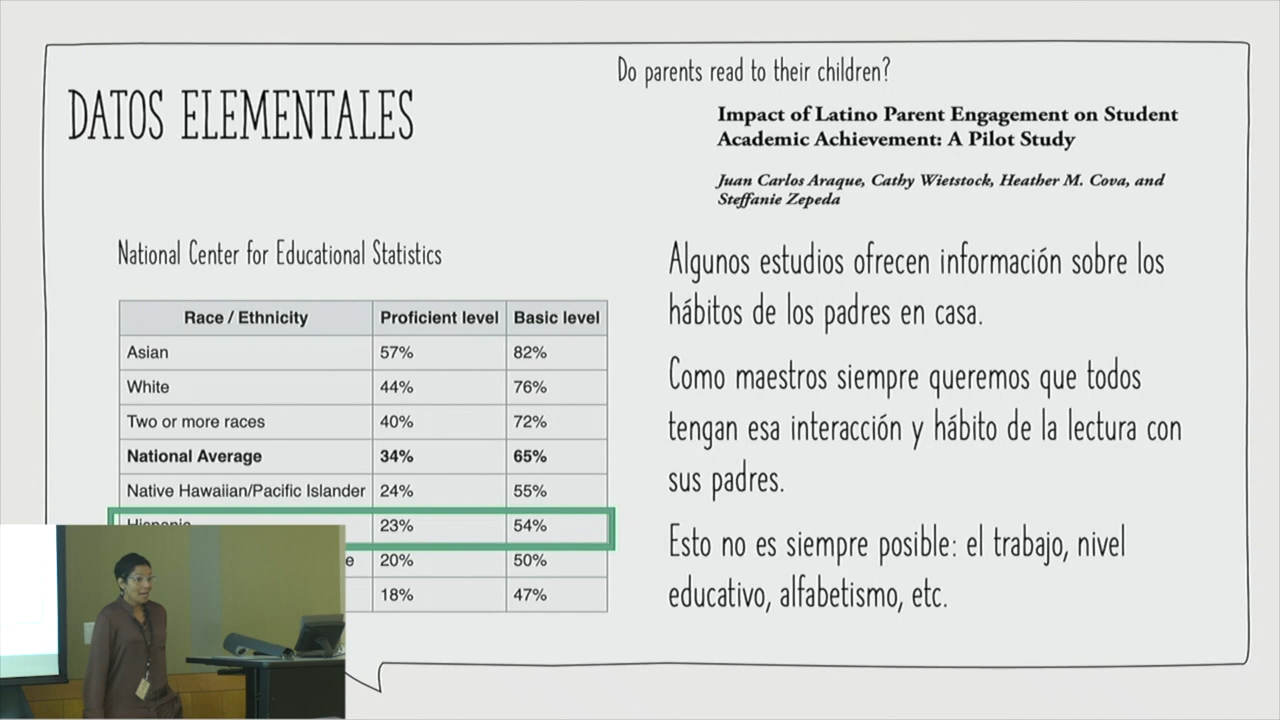 DATOS ELEMENTALES
National Center for Educational Statistics
Race / Ethnicity Proficient level Basic level
Asian 57% 82%
White 44% 76%
Two or more races 40% 72%
National Average 34% 65%
Native Hawaiian/Pacific Islander 24% 55%
Hispanic 23% 54%
20% 50%
18% 47%
Do parents read to their children?
Impact of Latino Parent Engagement on Student
Academic Achievement: A Pilot Study
Juan Carlos Araque, Cathy Wietstock, Heather M. Cova, and
Steffanie Zepeda
Algunos estudios ofrecen información sobre los
hábitos de los padres en casa.
Como maestros siempre queremos que todos
tengan esa interacción y hábito de la lectura con
sus padres.
Esto no es siempre posible: el trabajo, nivel
educativo, alfabetismo, etc.